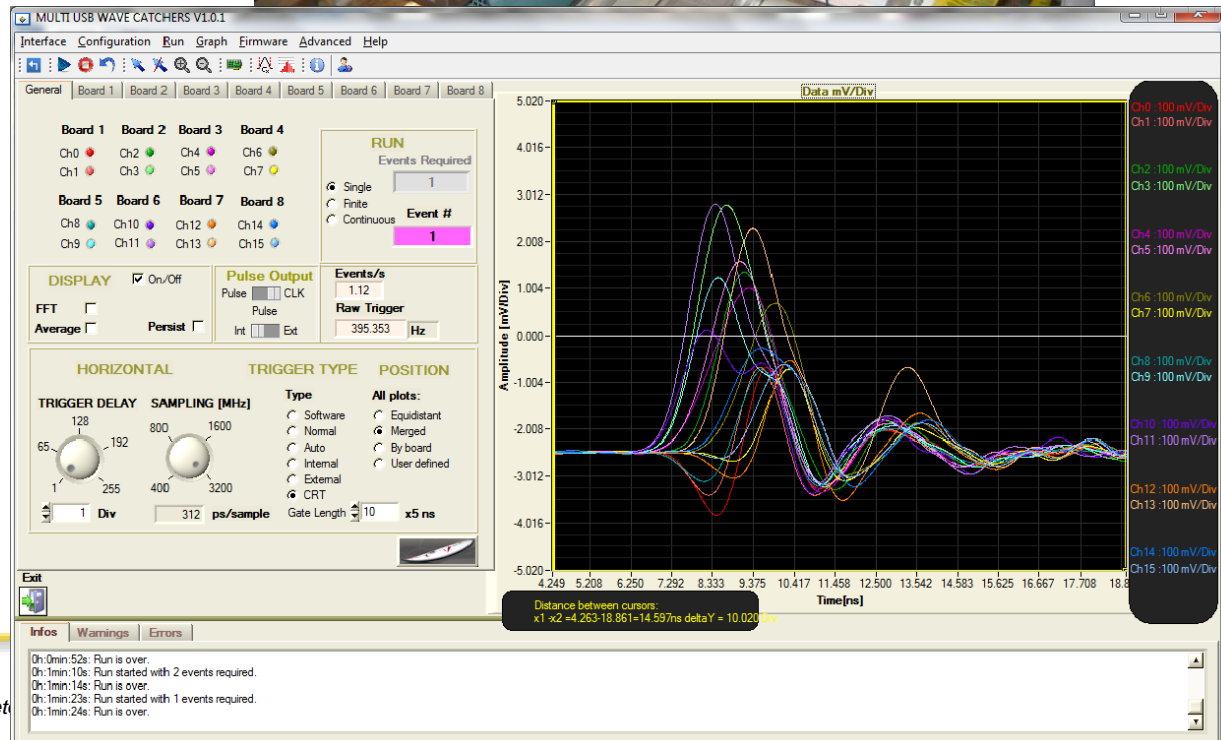 MULTI USB WAVE CATCHERS V1.0.1
Interface Configuration Run Graph Firmware Advanced Help
General Board 1 Board 2 Board 3 Board 4 Board 5 Board 6 Board 7 Board 8
Board 1 Board 2 Board 3 Board 4
Ch0 Ch2 Ch4 Ch6
Ch1 Ch3 Ch5 Ch7
Board 5 Board 6 Board 7 Board 8
Ch8 Ch10 Ch12 Ch14
Ch9 Ch11 Ch13 Ch15
RUN
Events Required
Single
1
Finite
Continuous
Event #
1
DISPLAY On/Off
FFT
Average Persist
Pulse Output
Pulse CLK
Pulse
Int Ext
Events/s
1.12
Raw Trigger
395.353 Hz
HORIZONTAL
TRIGGER DELAY SAMPLING [MHz]
128
65 192
1 255
800 1600
400 3200
1 Div
312 ps/sample
TRIGGER TYPE
Type
Software
Normal
Auto
Internal
External
CRT
Gate Length 10 x5 ns
POSITION
All plots:
Equidistant
Merged
By board
User defined
Exit
Data mV/Div
Amplitude [mV/Div]
5.020
4.016
3.012
2.008
1.004
0.000
-1.004
-2.008
-3.012
-4.016
-5.020
4.249 5.208 6.250 7.292 8.333 9.375 10.417 11.458 12.500 13.542 14.583 15.625 16.667 17.708
Time[ns]
Ch0 :100 mV/Div
Ch1 :100 mV/Div
Ch2 :100 mV/Div
Ch3 :100 mV/Div
Ch4 :100 mV/Div
Ch5 :100 mV/Div
Ch6 :100 mV/Div
Ch7 :100 mV/Div
Ch8 :100 mV/Div
Ch9 :100 mV/Div
Ch10 :100 mV/Div
Ch11 :100 mV/Div
Ch12 :100 mV/Div
Ch13 :100 mV/Div
Ch14 :100 mV/Div
Ch15 :100 mV/Div
Distance between cursors:
x1 -x2 =4.263-18.861=14.597ns deltaY =
Infos Warnings Errors
0h:0min:52s: Run is over.
0h:1min:10s: Run started with 2 events required.
0h:1min:14s: Run is over.
0h:1min:23s: Run started with 1 events required.
0h:1min:24s: Run is over.